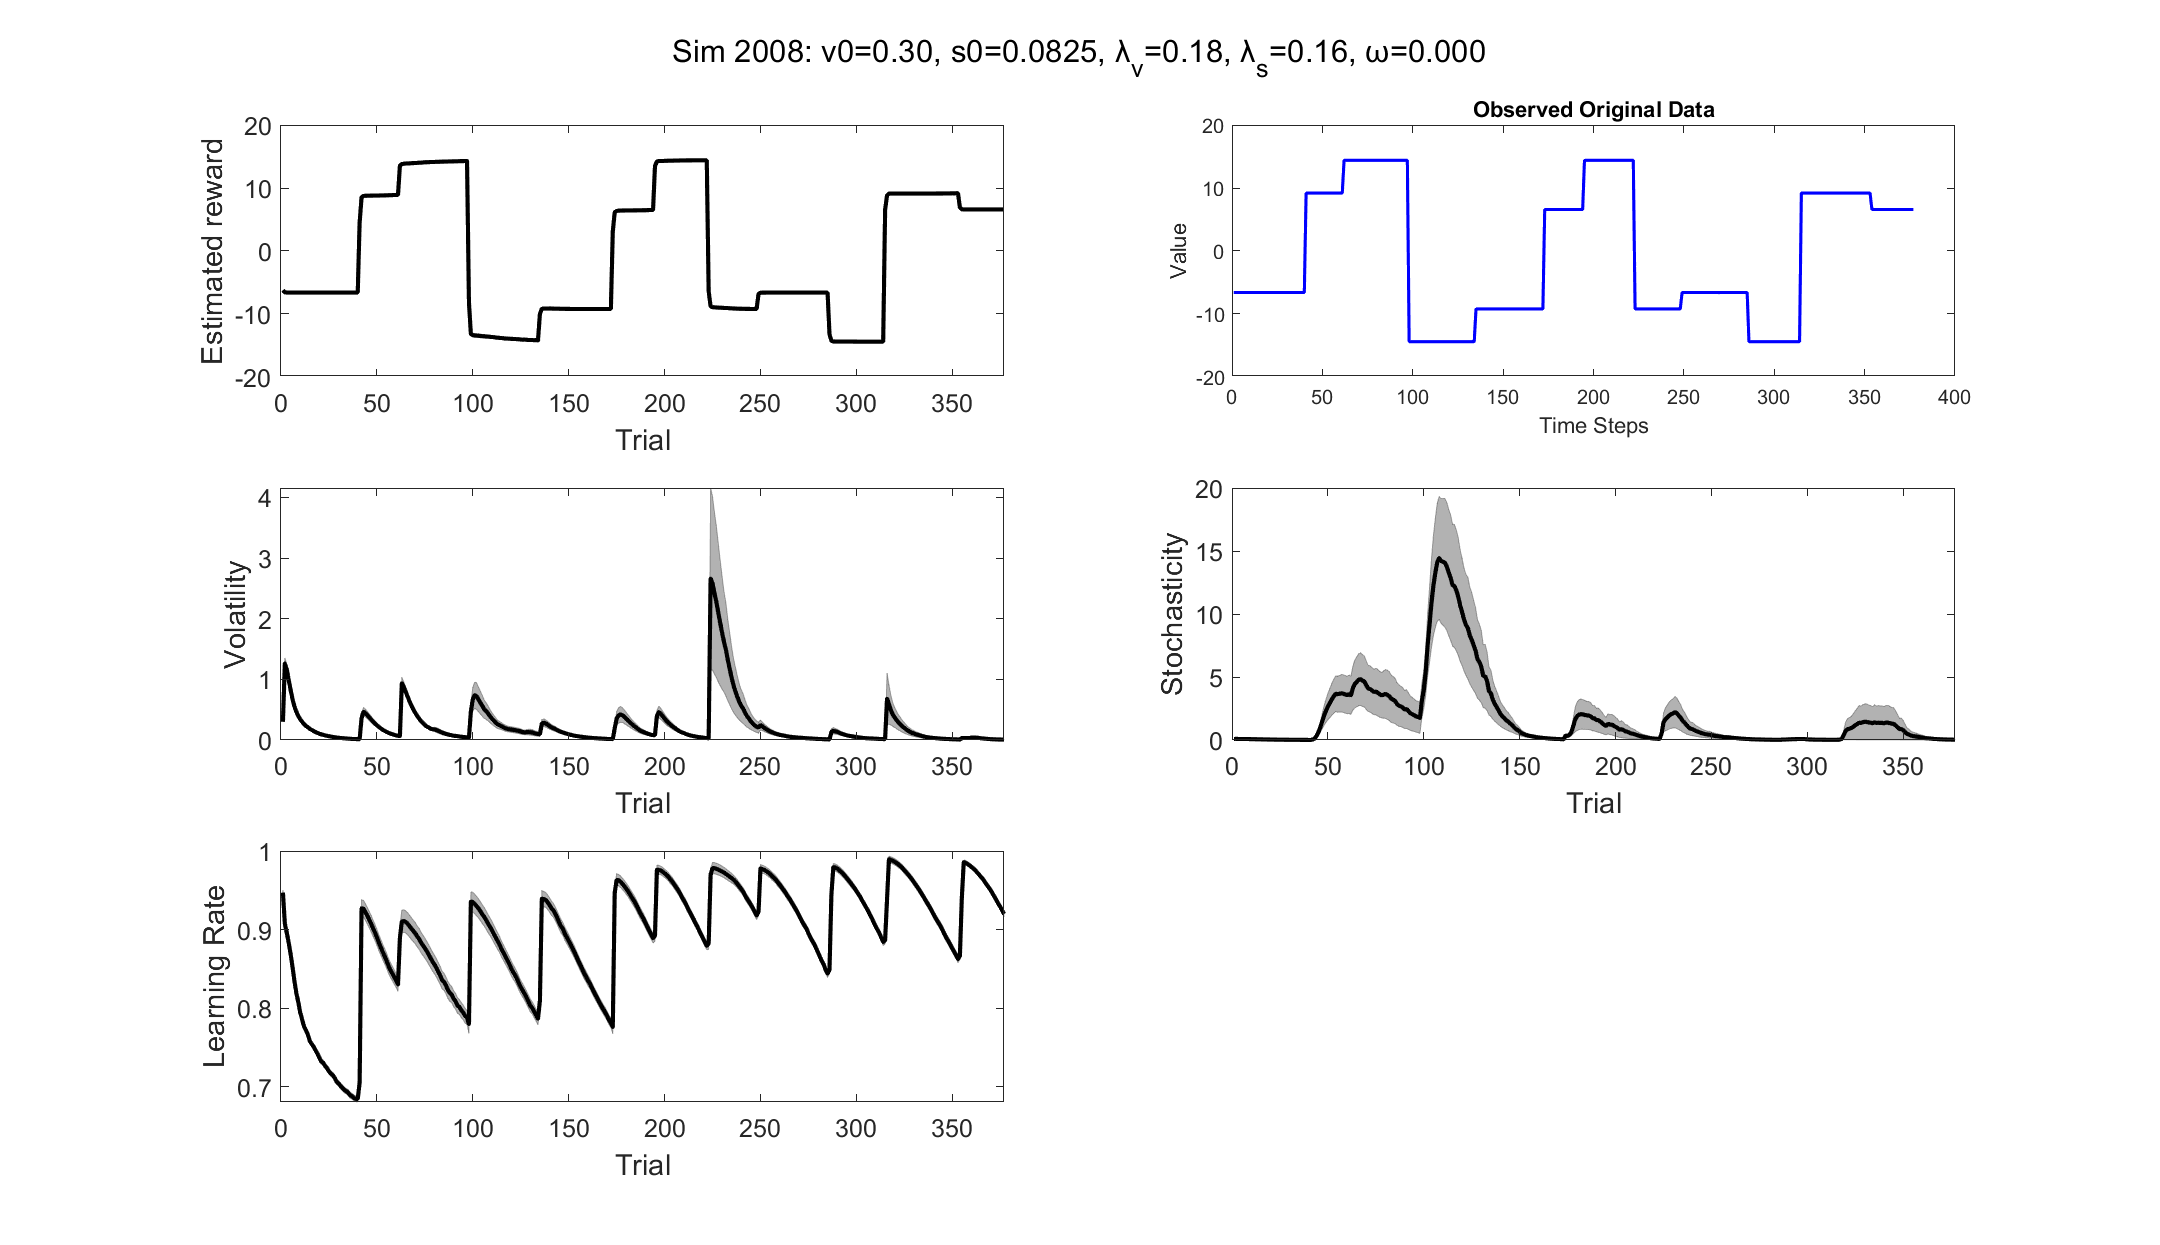 Sim 2008: v0=0.30, s0=0.0825, λv=0.18, λs=0.16, ω=0.000
Estimated reward
20
10
0
-10
-20
0 50 100 150 200 250 300 350
Trial
Observed Original Data
Value
20
10
0
-10
-20
0 50 100 150 200 250 300 350 400
Time Steps
Volatility
4
3
2
1
0
0 50 100 150 200 250 300 350
Trial
Stochasticity
20
15
10
5
0
0 50 100 150 200 250 300 350
Trial
Learning Rate
1
0.9
0.8
0.7
0 50 100 150 200 250 300 350
Trial